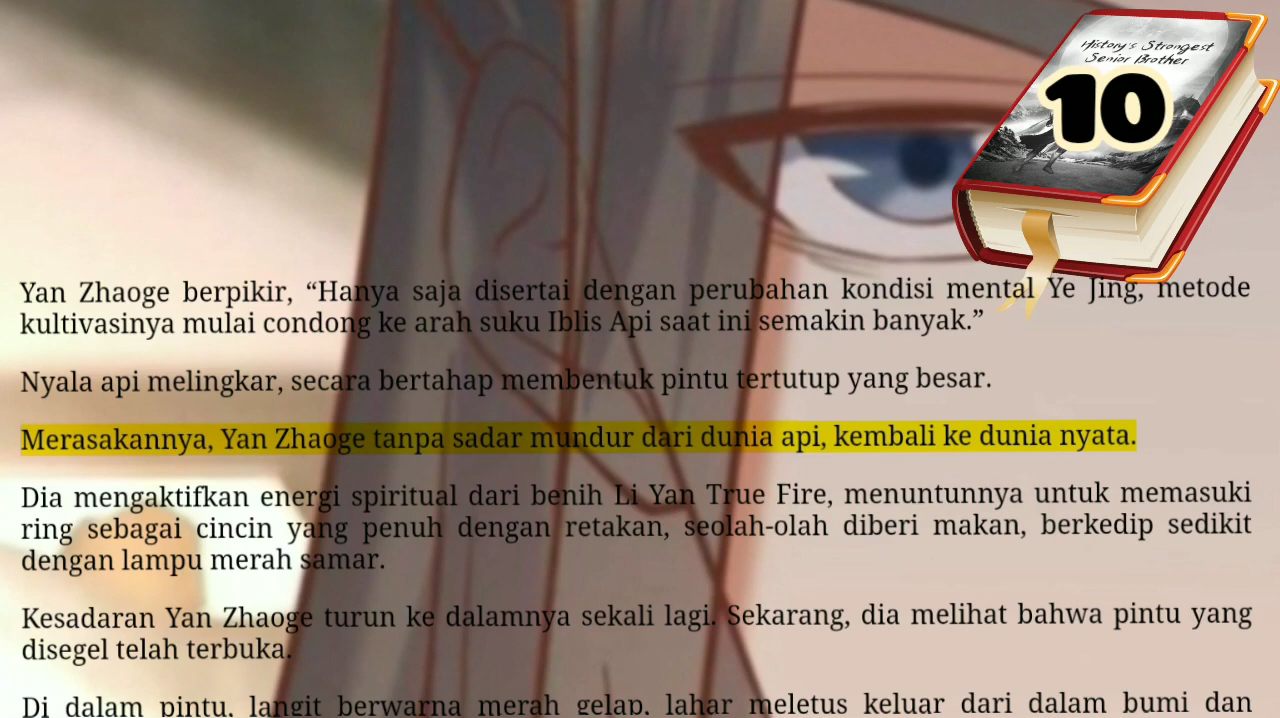 History's Strongest
Senior Brother
10
Yan Zhaoge berpikir, “Hanya saja disertai dengan perubahan kondisi mental Ye Jing, metode
kultivasinya mulai condong ke arah suku Iblis Api saat ini semakin banyak.”
Nyala api melingkar, secara bertahap membentuk pintu tertutup yang besar.
Merasakannya, Yan Zhaoge tanpa sadar mundur dari dunia api, kembali ke dunia nyata.
Dia mengaktifkan energi spiritual dari benih Li Yan True Fire, menuntunnya untuk memasuki
ring sebagai cincin yang penuh dengan retakan, seolah-olah diberi makan, berkedip sedikit
dengan lampu merah samar.
Kesadaran Yan Zhaoge turun ke dalamnya sekali lagi. Sekarang, dia melihat bahwa pintu yang
disegel telah terbuka.
Di dalam pintu, langit berwarna merah gelap, lahar meletus keluar dari dalam bumi dan